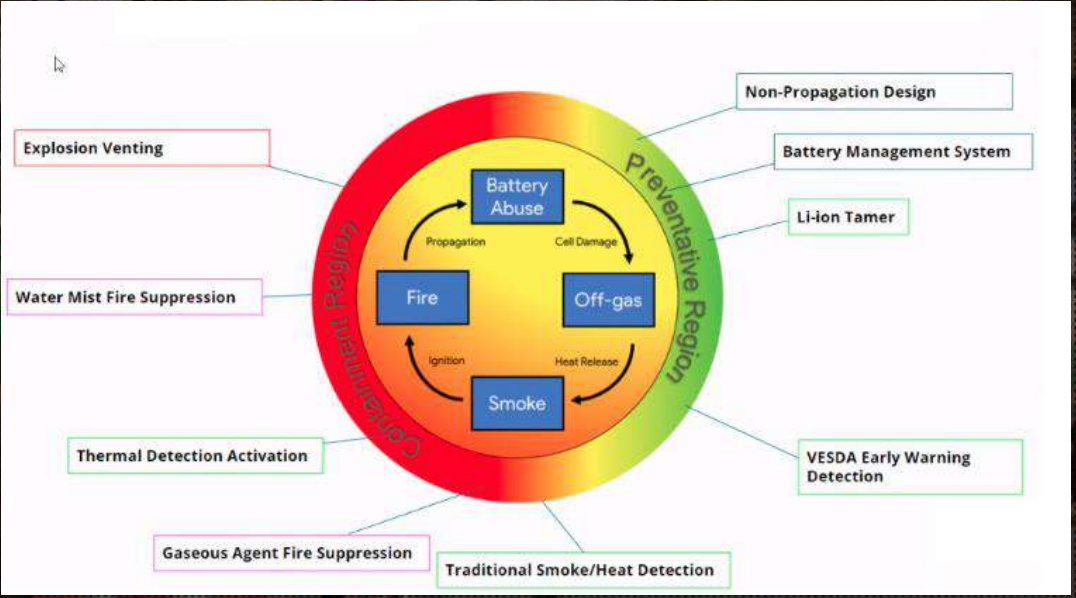 Non-Propagation Design
Explosion Venting
Battery Management System
Li-ion Tamer
Preventative Region
Containment Region
Battery
Abuse
Propagation
Cell Damage
Fire
Off-gas
Water Mist Fire Suppression
Ignition
Heat Release
Smoke
Thermal Detection Activation
VESDA Early Warning
Detection
Gaseous Agent Fire Suppression
Traditional Smoke/Heat Detection